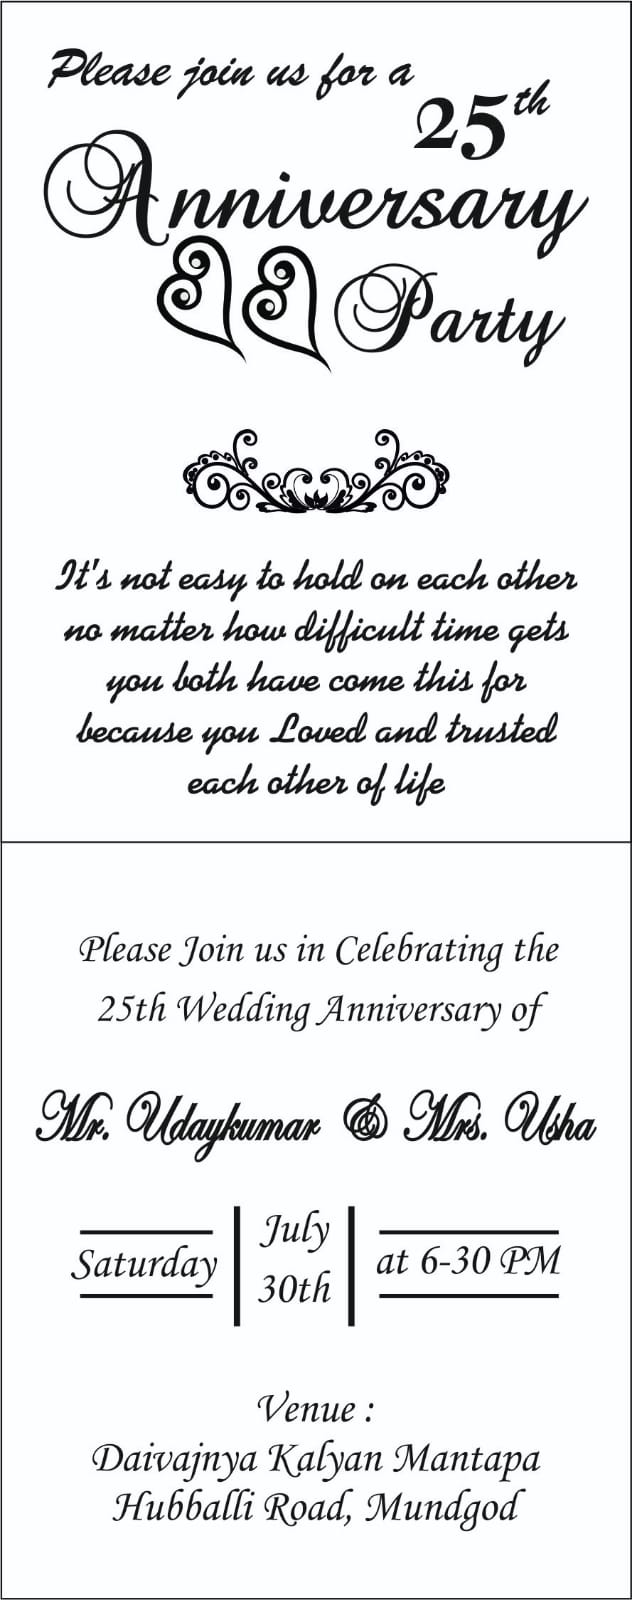 Please join us for a
25th
Anniversary
Party
It's not easy to hold on each other
no matter how difficult time gets
you both have come this for
because you Loved and trusted
each other of life
Please Join us in Celebrating the
25th Wedding Anniversary of
Mr. Udaykumar & Mrs. Usha
Saturday
July
30th
at 6-30 PM
Venue :
Daivajnya Kalyan Mantapa
Hubballi Road, Mundgod